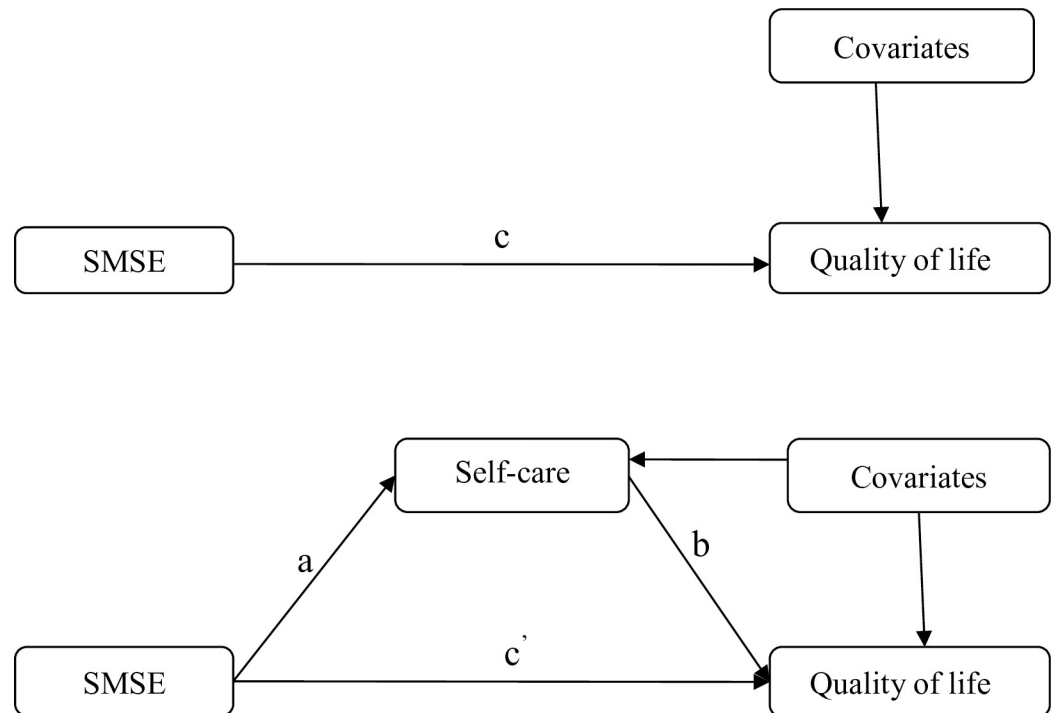 Covariates
c
SMSE
Quality of life
Self-care
Covariates
a
b
c’
SMSE
Quality of life